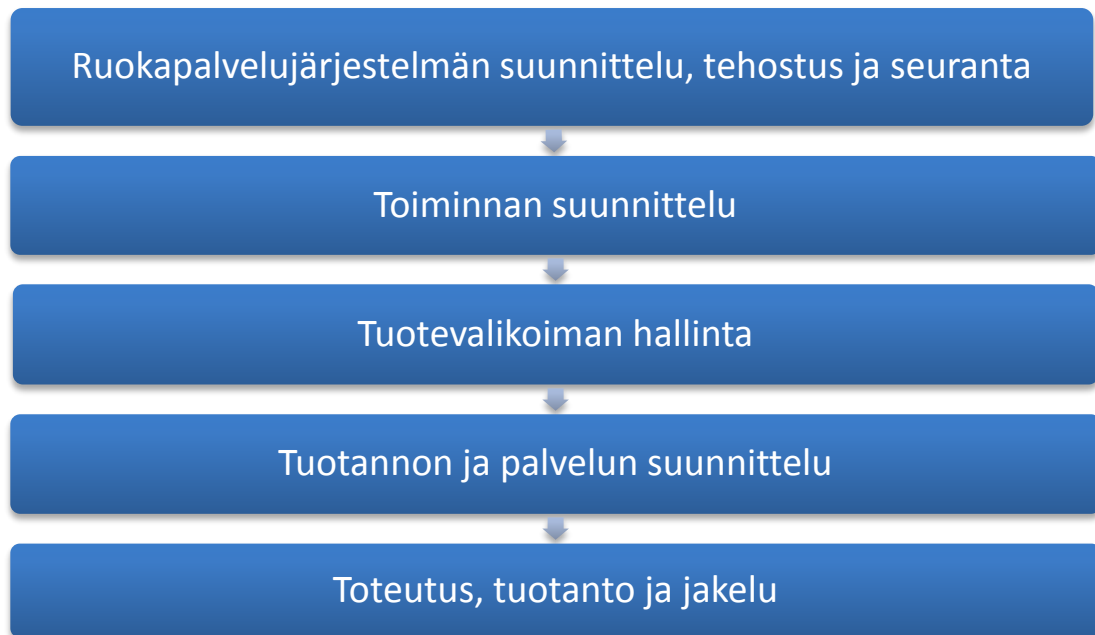 Ruokapalvelujärjestelmän suunnittelu, tehostus ja seuranta
Toiminnan suunnittelu
Tuotevalikoiman hallinta
Tuotannon ja palvelun suunnittelu
Toteutus, tuotanto ja jakelu